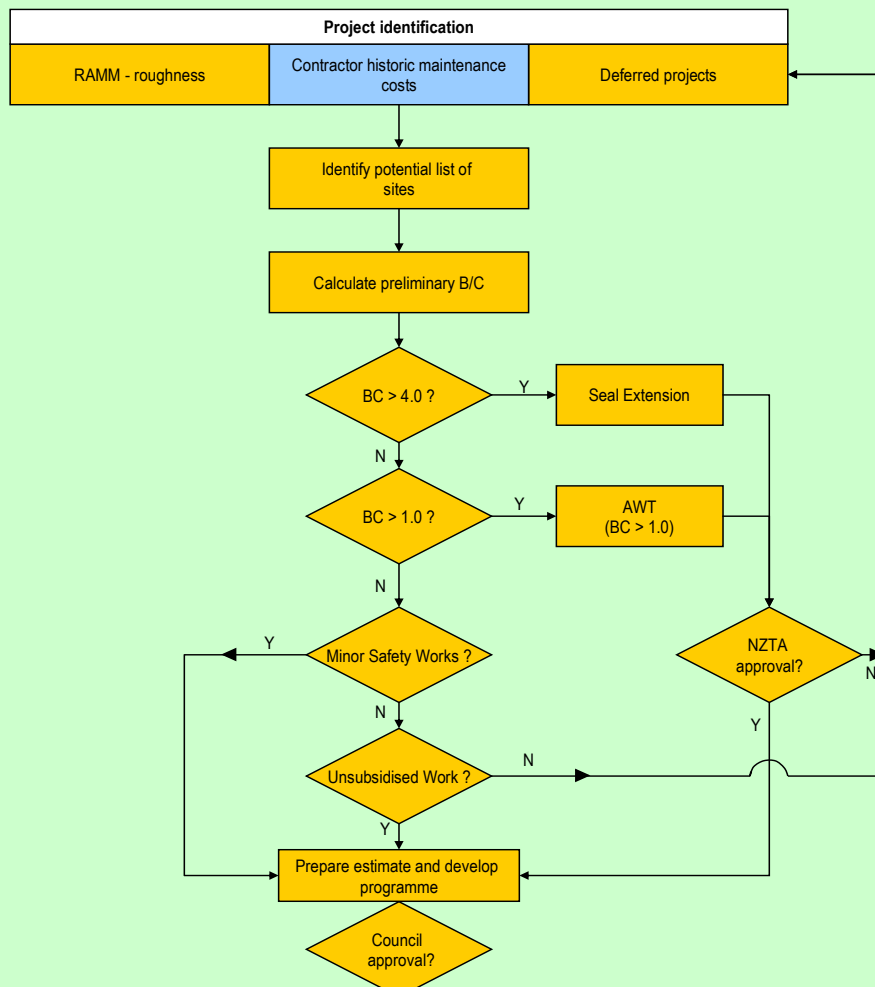 Project identification
RAMM - roughness
Contractor historic maintenance
costs
Deferred projects
Identify potential list of
sites
Calculate preliminary B/C
BC > 4.0 ?
Y
Seal Extension
N
BC > 1.0 ?
Y
AWT
(BC > 1.0)
N
Minor Safety Works ?
Y
NZTA
approval?
N
Y
N
Unsubsidised Work ?
N
Y
Prepare estimate and develop
programme
Council
approval?